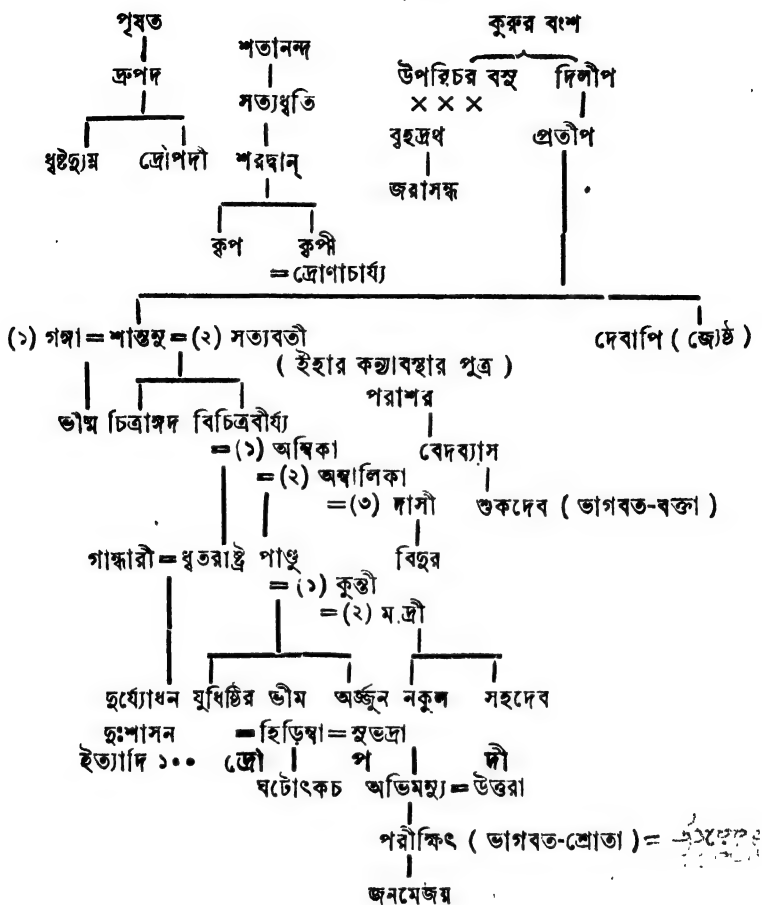 পৃষত শতানন্দ কুরুর বংশ
দ্রুপদ উপরিচর বসু দিলীপ
সত্যধৃতি × × ×
ধৃষ্টদ্যুম্ন দ্রৌপদী শরদ্বান্ বৃহদ্রথ প্রতীপ
জরাসন্ধ
কৃপ কৃপী
= দ্রোণাচার্য্য
(১) গঙ্গা = শান্তনু = (২) সত্যবতী দেবাপি ( জ্যেষ্ঠ )
( ইহার কন্যাবস্থার পুত্র )
পরাশর
ভীষ্ম চিত্রাঙ্গদ বিচিত্রবীর্য্য
= (১) অম্বিকা বেদব্যাস
= (২) অম্বালিকা
= (৩) দাসী শুকদেব ( ভাগবত-বক্তা )
গান্ধারী = ধৃতরাষ্ট্র পাণ্ডু বিদুর
= (১) কুন্তী
= (২) ম.দ্রী
দুর্য্যোধন যুধিষ্ঠির ভীম অর্জ্জুন নকুল সহদেব
দুঃশাসন = হিড়িম্বা = সুভদ্রা
ইত্যাদি ১০০ দ্রৌ প দী
ঘটোৎকচ অভিমন্যু = উত্তরা
পরীক্ষিৎ ( ভাগবত-শ্রোতা ) =
জনমেজয়